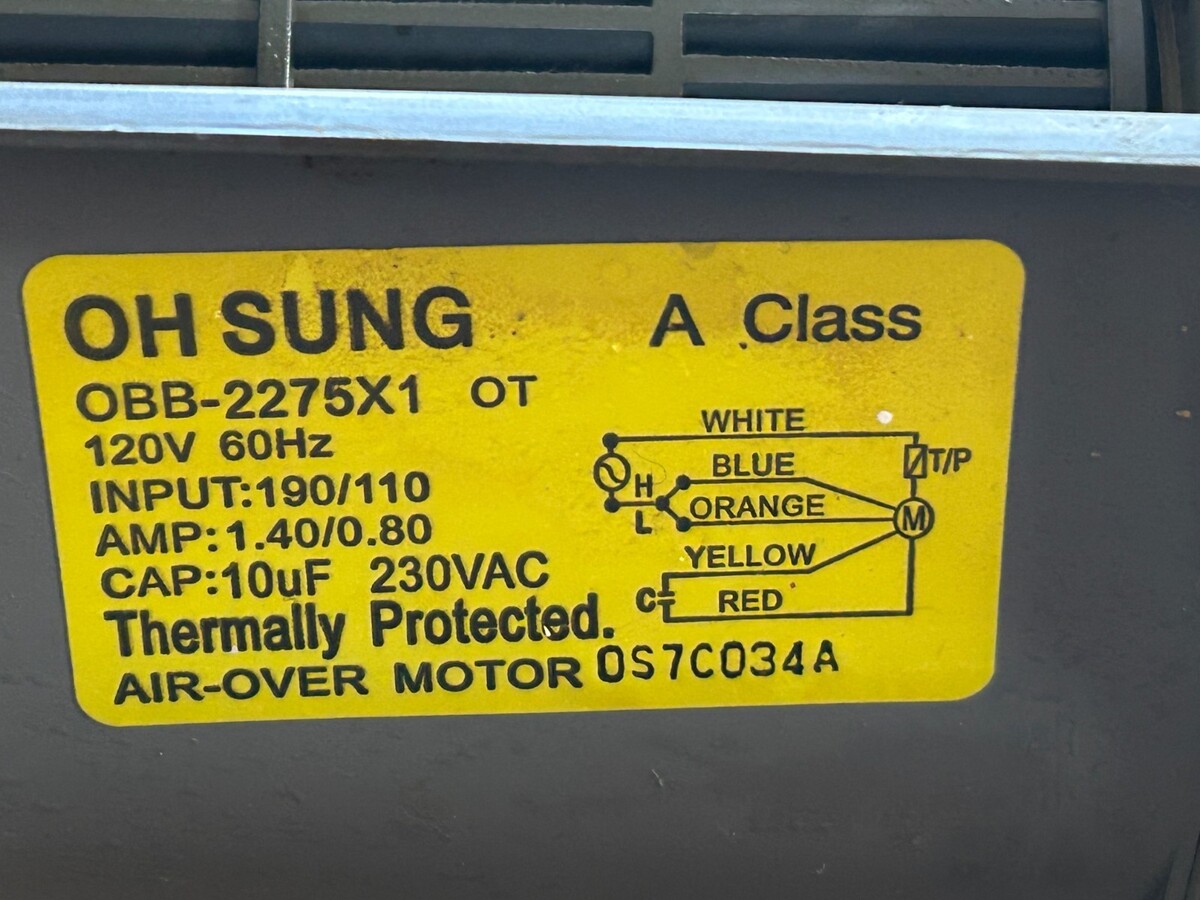 OH SUNG
A Class
OBB-2275X1 OT
120V 60Hz
INPUT:190/110
AMP:1.40/0.80
CAP:10uF 230VAC
Thermally Protected.
AIR-OVER MOTOR 0S7C034A
WHITE
T/P
BLUE
H
ORANGE
L
M
YELLOW
C
RED